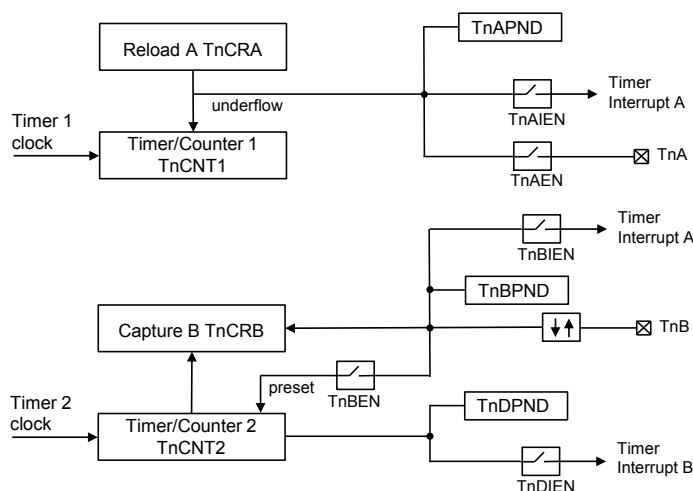 Reload A TnCRA
TnAPND
underflow
Timer
Interrupt A
TnAIEN
Timer 1
clock
Timer/Counter 1
TnCNT1
TnA
TnAEN
Timer
Interrupt A
TnBIEN
TnBPND
Capture B TnCRB
TnB
preset
TnBEN
Timer 2
clock
Timer/Counter 2
TnCNT2
TnDPND
Timer
Interrupt B
TnDIEN